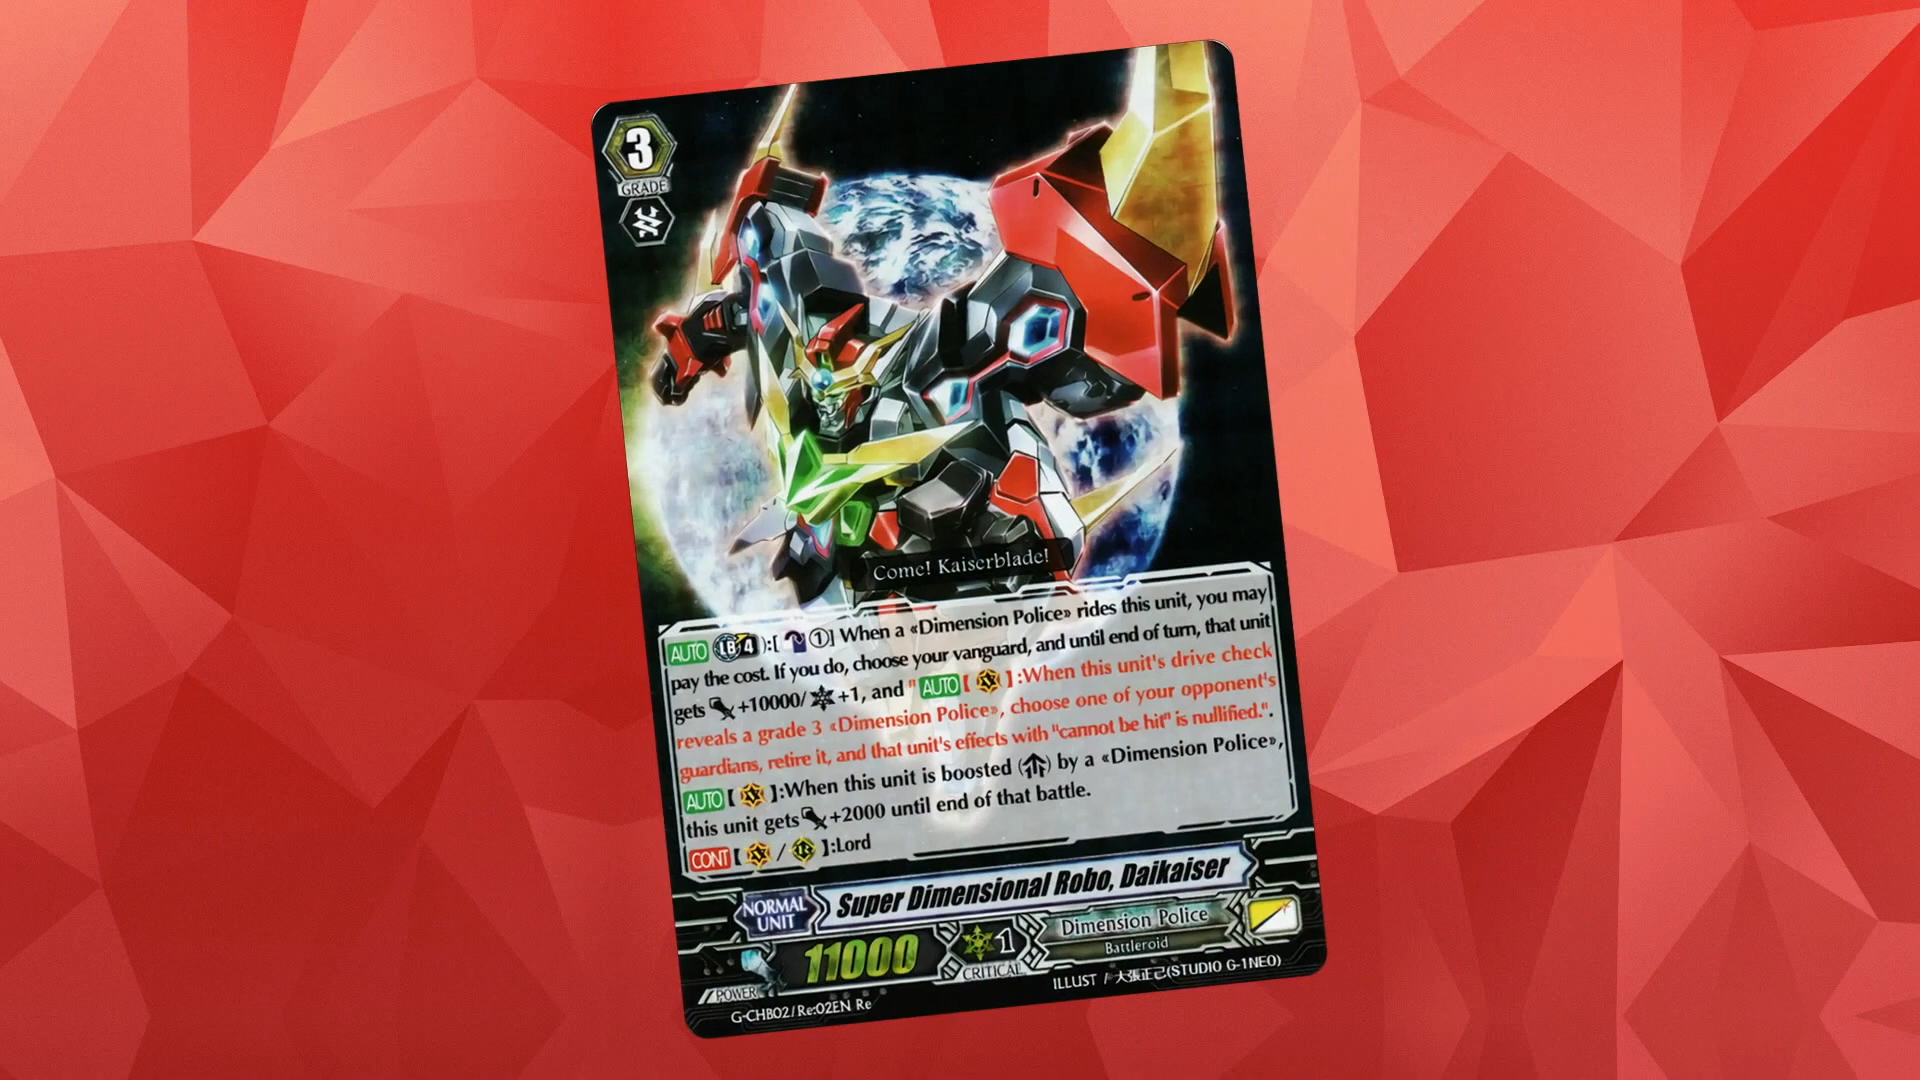 3
GRADE
Come! Kaiserblade!
AUTO (LB4):[①] When a «Dimension Police» rides this unit, you may
pay the cost. If you do, choose your vanguard, and until end of turn, that unit
gets +10000/+1, and "AUTO【V】:When this unit's drive check
reveals a grade 3 «Dimension Police», choose one of your opponent's
guardians, retire it, and that unit's effects with "cannot be hit" is nullified.".
AUTO【V】:When this unit is boosted () by a «Dimension Police»,
this unit gets +2000 until end of that battle.
CONT【V/R】:Lord
NORMAL UNIT
Super Dimensional Robo, Daikaiser
POWER 11000
1 CRITICAL
Dimension Police
Battleroid
G-CHB02/Re:02EN Re
ILLUST / 大張正己(STUDIO G-1NEO)